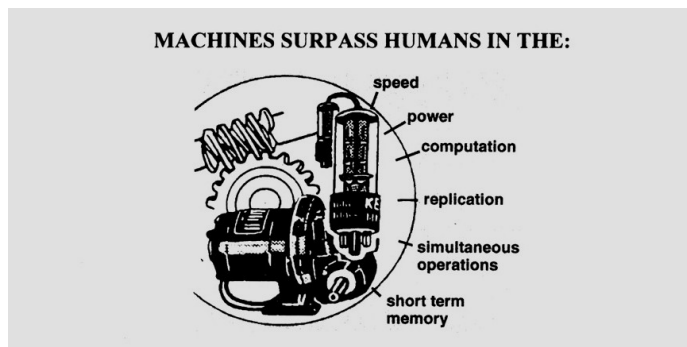 MACHINES SURPASS HUMANS IN THE:
speed
power
computation
replication
simultaneous
operations
short term
memory